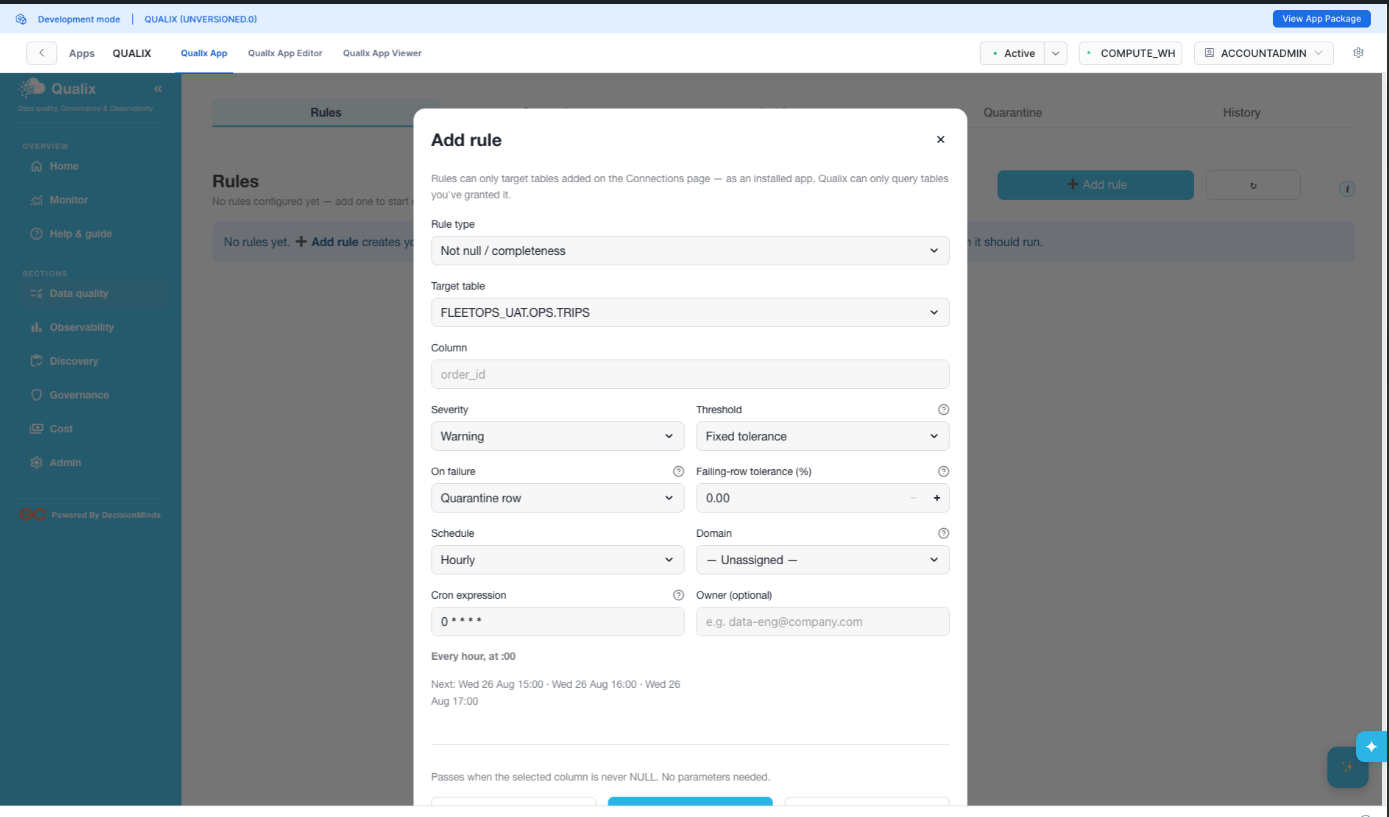 Development mode | QUALIX (UNVERSIONED.0)
View App Package
Apps QUALIX Qualix App Qualix App Editor Qualix App Viewer
Active COMPUTE_WH ACCOUNTADMIN
Qualix «
Data quality, Governance & Observability
OVERVIEW
Home
Monitor
Help & guide
SECTIONS
Data quality
Observability
Discovery
Governance
Cost
Admin
Powered By DecisionMinds
Rules
Quarantine
History
Rules
No rules configured yet — add one to start
+ Add rule
i
No rules yet. + Add rule creates
it should run.
Add rule
×
Rules can only target tables added on the Connections page — as an installed app, Qualix can only query tables
you've granted it.
Rule type
Not null / completeness
Target table
FLEETOPS_UAT.OPS.TRIPS
Column
order_id
Severity
Warning
Threshold
Fixed tolerance
On failure
Quarantine row
Failing-row tolerance (%)
0.00 − +
Schedule
Hourly
Domain
— Unassigned —
Cron expression
0 * * * *
Owner (optional)
e.g. data-eng@company.com
Every hour, at :00
Next: Wed 26 Aug 15:00 · Wed 26 Aug 16:00 · Wed 26
Aug 17:00
Passes when the selected column is never NULL. No parameters needed.